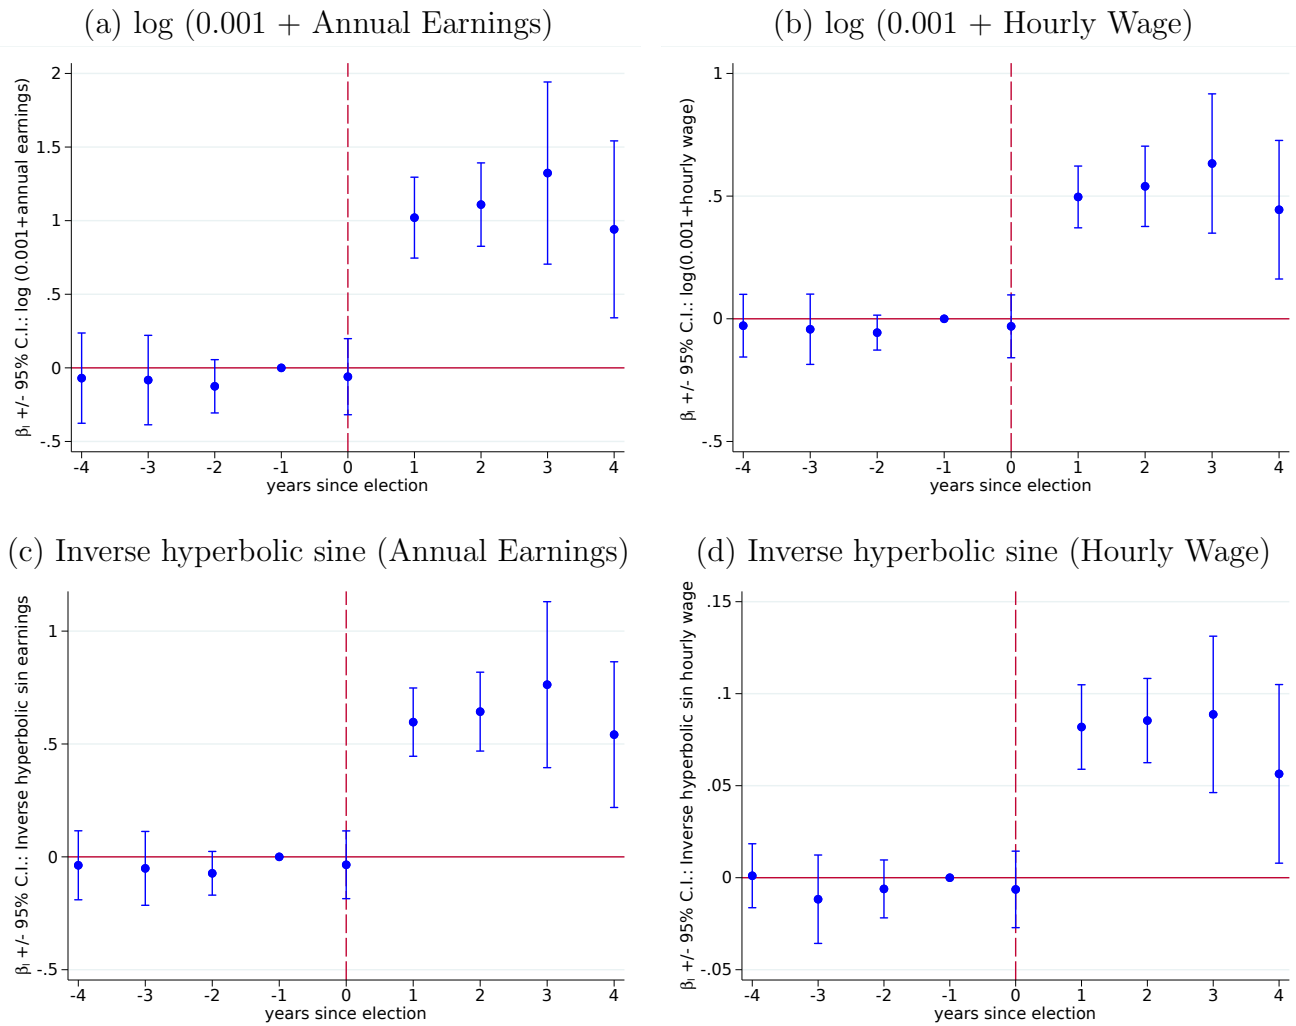 (a) log (0.001 + Annual Earnings)
β_l +/- 95% C.I.: log (0.001+annual earnings)
2
1.5
1
.5
0
-.5
-4 -3 -2 -1 0 1 2 3 4
years since election
(b) log (0.001 + Hourly Wage)
β_l +/- 95% C.I.: log(0.001+hourly wage)
1
.5
0
-.5
-4 -3 -2 -1 0 1 2 3 4
years since election
(c) Inverse hyperbolic sine (Annual Earnings)
β_l +/- 95% C.I.: Inverse hyperbolic sin earnings
1
.5
0
-.5
-4 -3 -2 -1 0 1 2 3 4
years since election
(d) Inverse hyperbolic sine (Hourly Wage)
β_l +/- 95% C.I.: Inverse hyperbolic sin hourly wage
.15
.1
.05
0
-.05
-4 -3 -2 -1 0 1 2 3 4
years since election